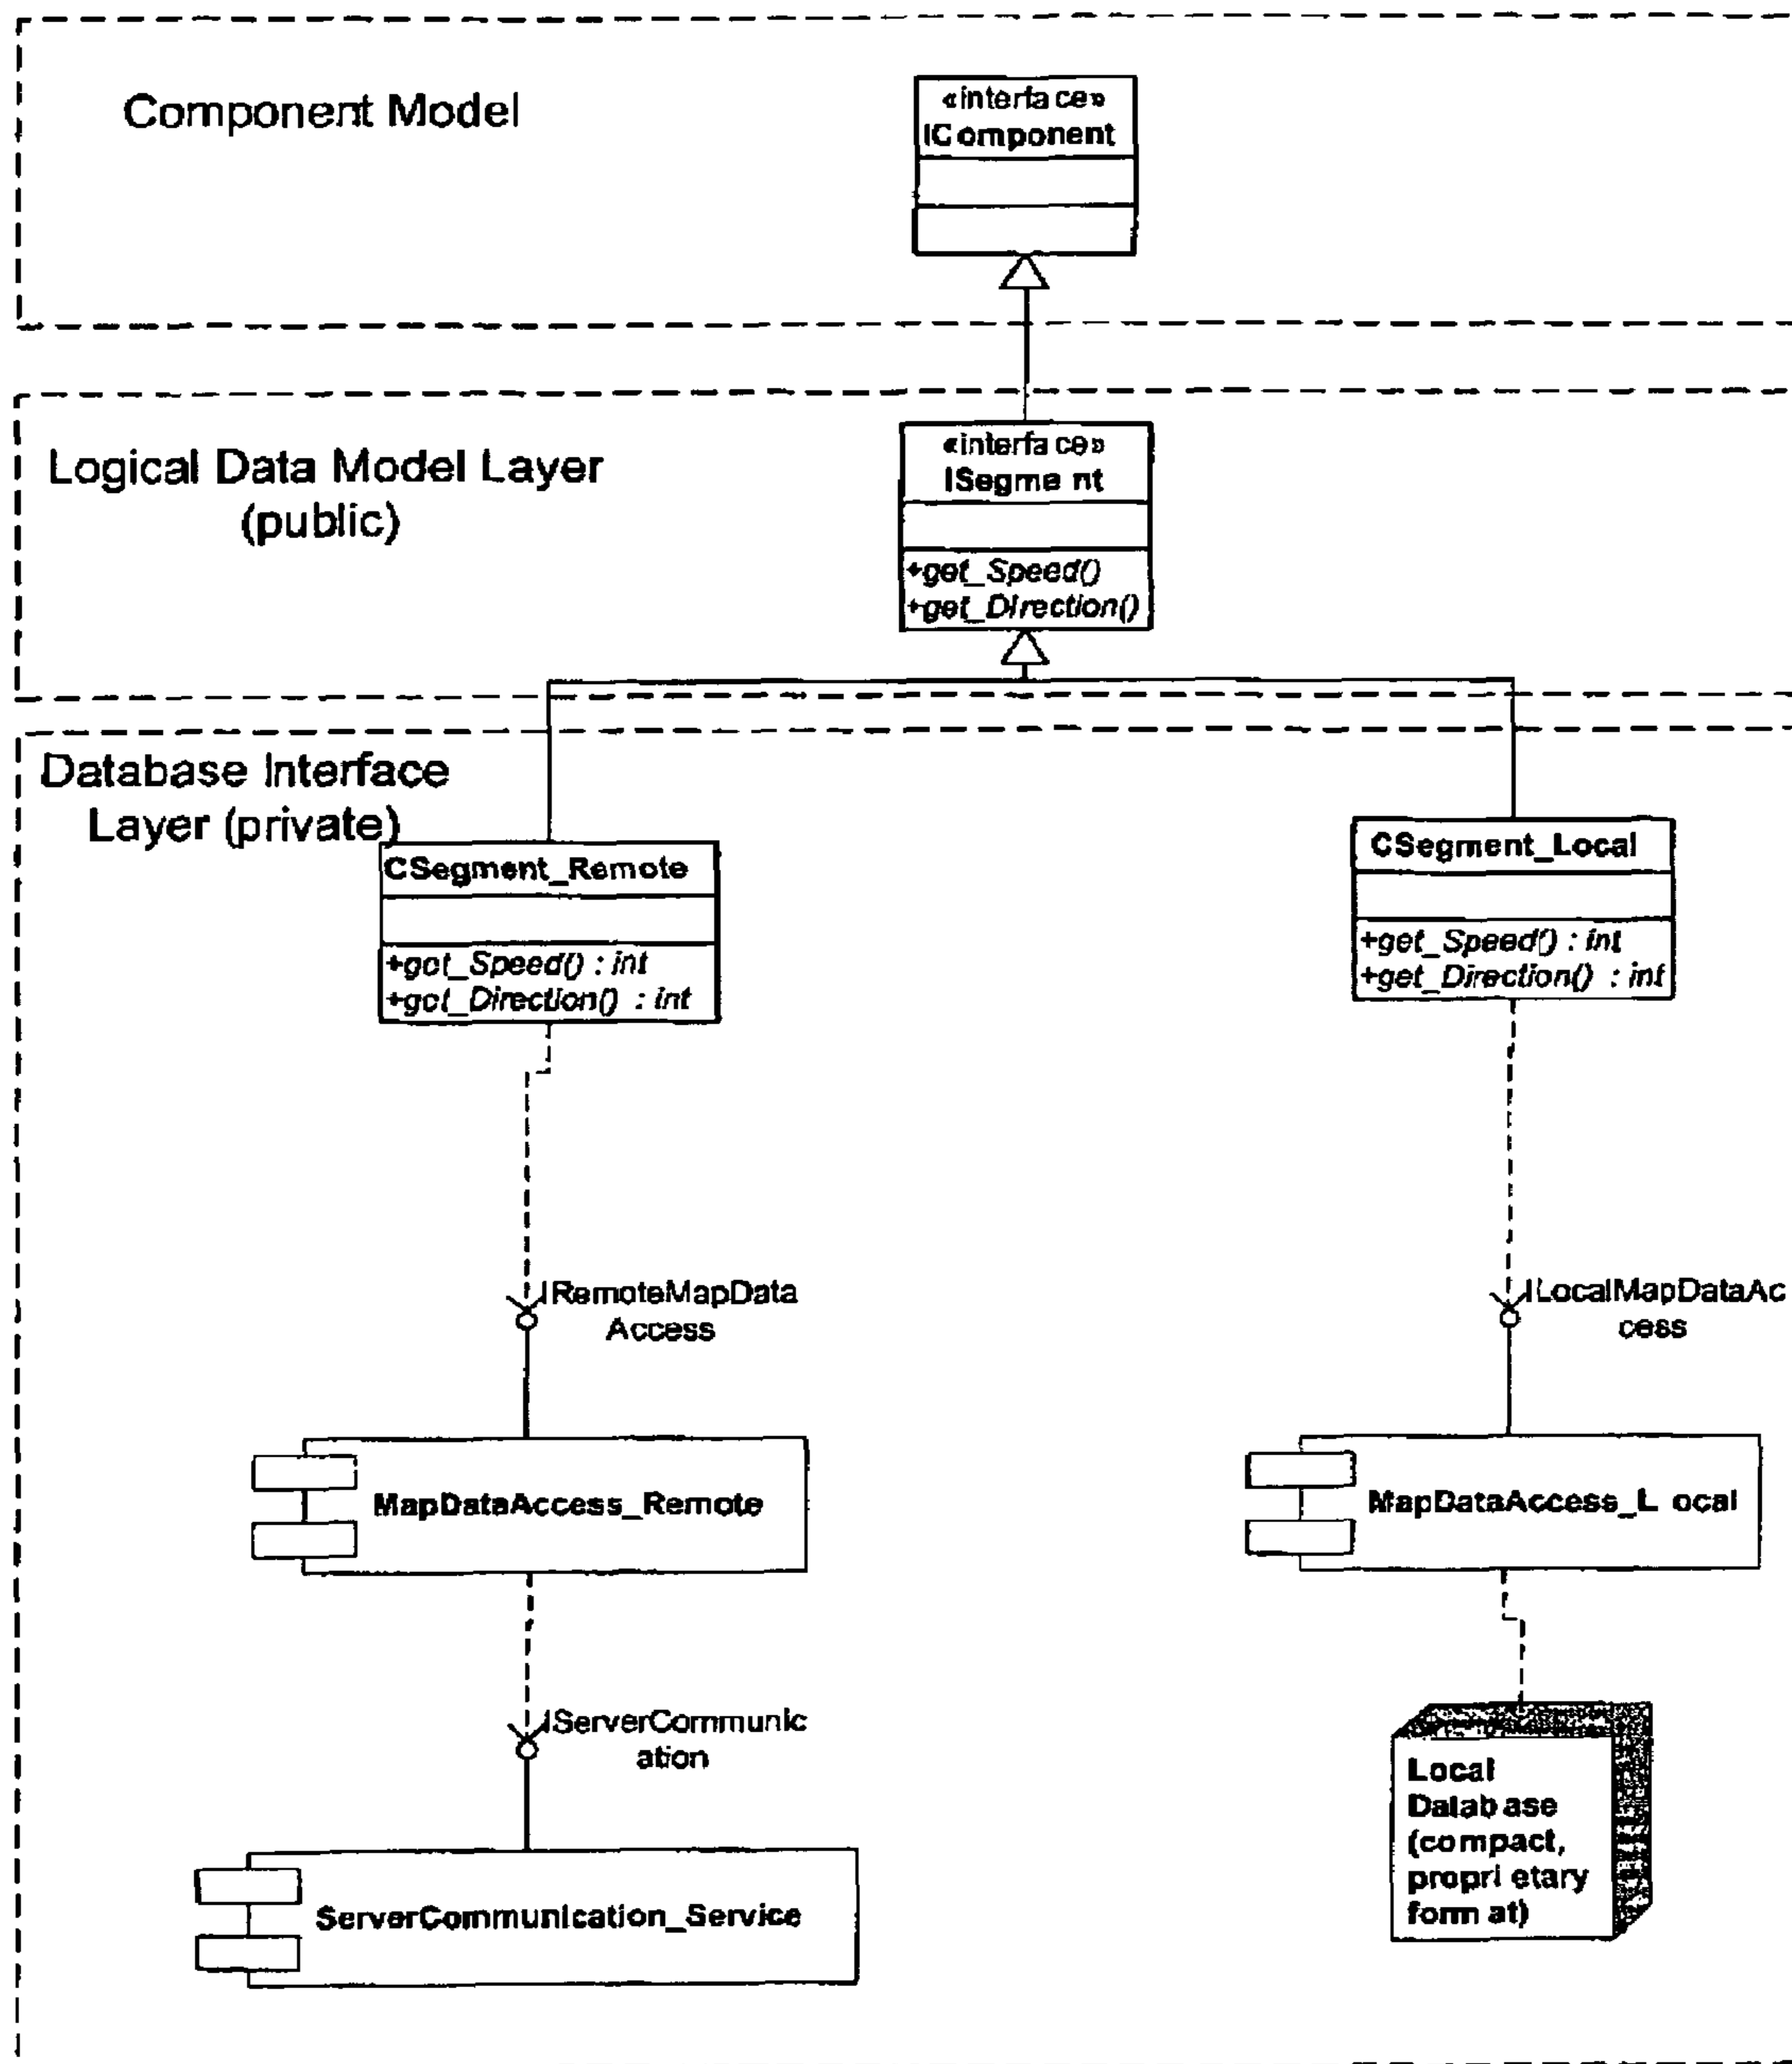 Component Model
«interface»
IComponent
Logical Data Model Layer
(public)
«interface»
ISegment
+get_Speed()
+get_Direction()
Database Interface
Layer (private)
CSegment_Remote
+get_Speed() : int
+get_Direction() : int
CSegment_Local
+get_Speed() : int
+get_Direction() : int
IRemoteMapData
Access
ILocalMapDataAc
cess
MapDataAccess_Remote
MapDataAccess_Local
IServerCommunic
ation
ServerCommunication_Service
Local
Database
(compact,
proprietary
format)